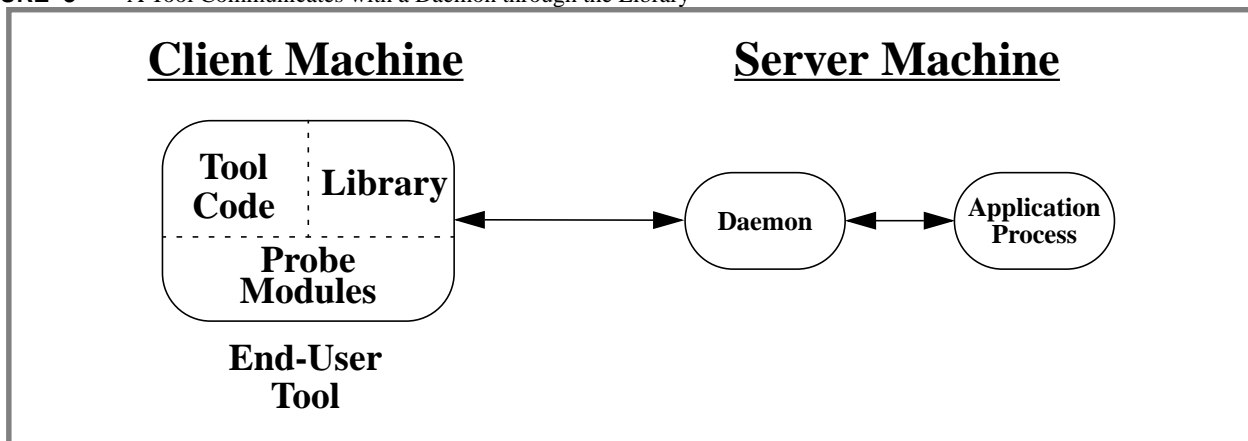 A Tool Communicates with a Daemon through the Library
Client Machine
Server Machine
Tool
Code
Library
Probe
Modules
End-User
Tool
Daemon
Application
Process